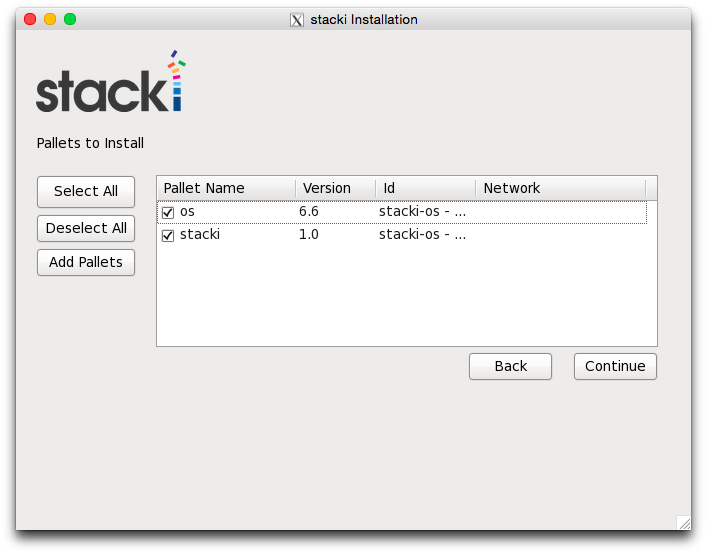 stacki Installation
stacki
Pallets to Install
Select All
Deselect All
Add Pallets
Pallet Name Version Id Network
os 6.6 stacki-os - ...
stacki 1.0 stacki-os - ...
Back Continue